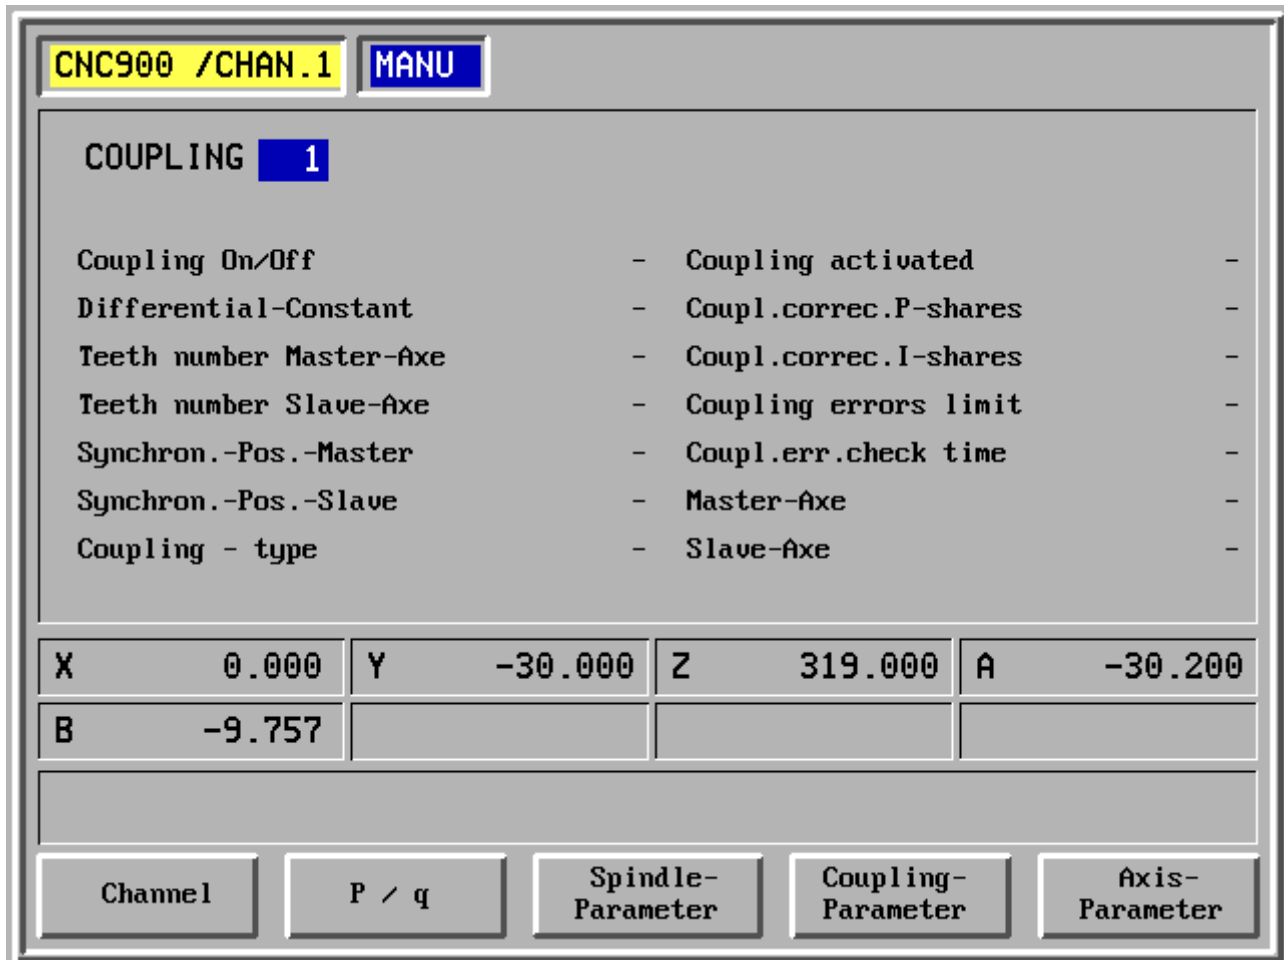 CNC900 /CHAN.1 MANU
COUPLING 1
Coupling On/Off - Coupling activated -
Differential-Constant - Coupl.correc.P-shares -
Teeth number Master-Axe - Coupl.correc.I-shares -
Teeth number Slave-Axe - Coupling errors limit -
Synchron.-Pos.-Master - Coupl.err.check time -
Synchron.-Pos.-Slave - Master-Axe -
Coupling - type - Slave-Axe -
X 0.000 Y -30.000 Z 319.000 A -30.200
B -9.757
Channel P / q Spindle- Coupling- Axis-
Parameter Parameter Parameter